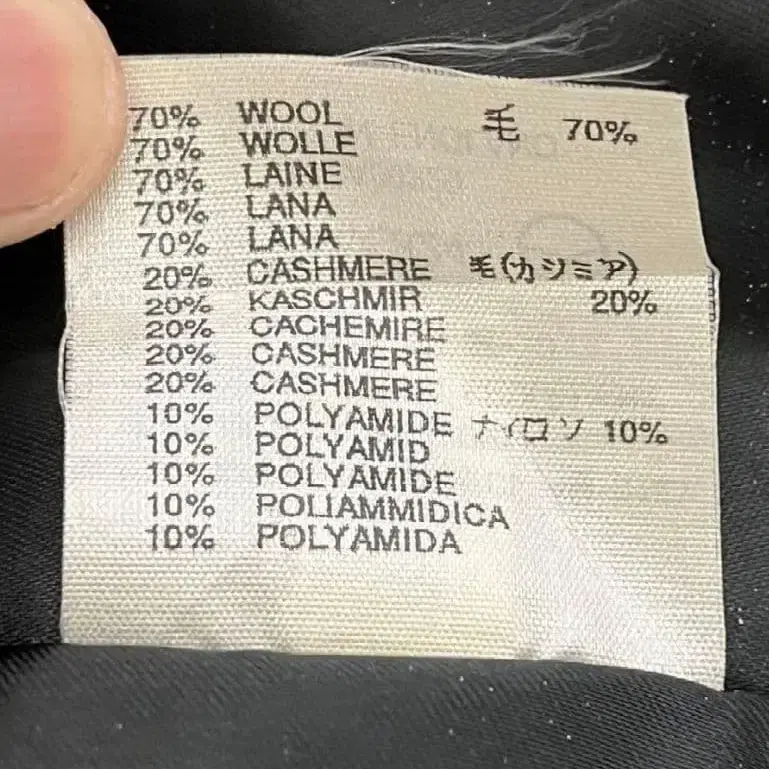 70% WOOL 毛 70%
70% WOLLE
70% LAINE
70% LANA
70% LANA
20% CASHMERE 毛(カシミア)
20% KASCHMIR 20%
20% CACHEMIRE
20% CASHMERE
20% CASHMERE
10% POLYAMIDE ナイロソ 10%
10% POLYAMID
10% POLYAMIDE
10% POLIAMMIDICA
10% POLYAMIDA